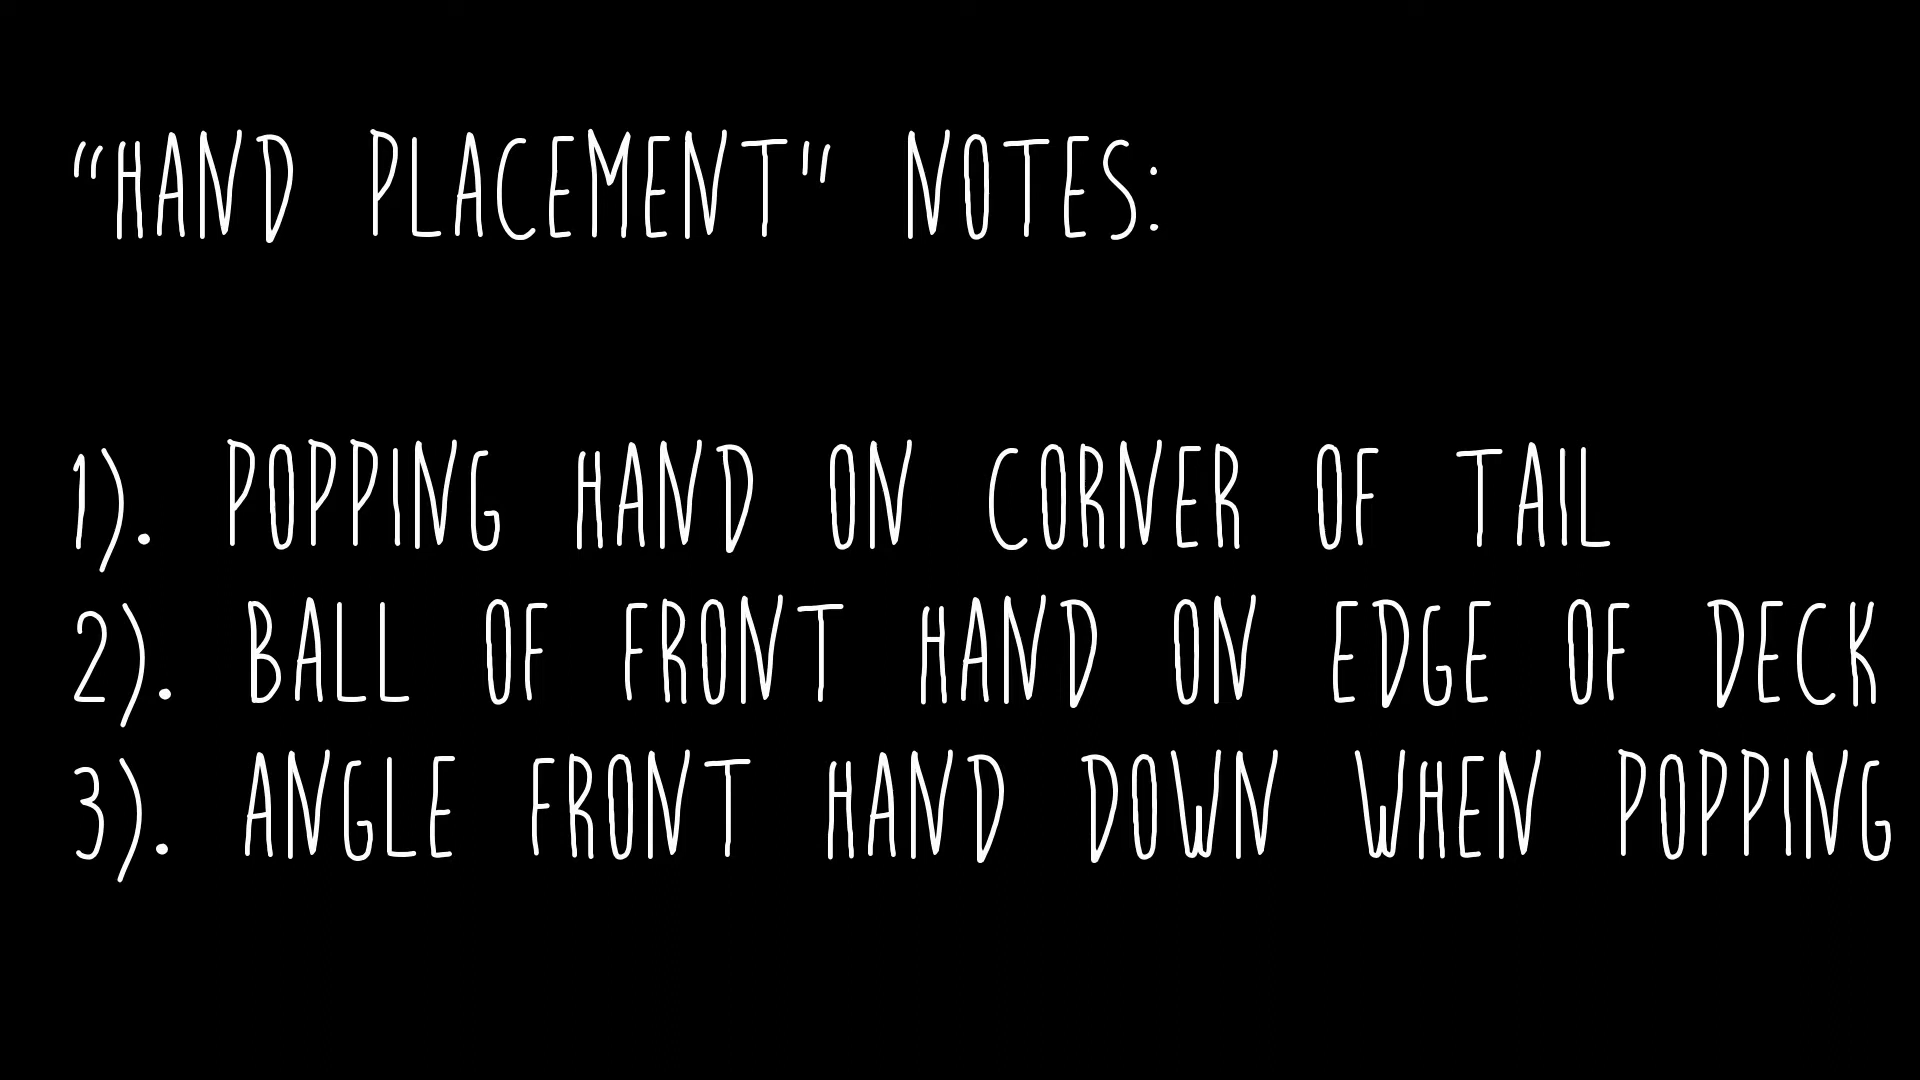 "HAND PLACEMENT" NOTES:
1). POPPING HAND ON CORNER OF TAIL
2). BALL OF FRONT HAND ON EDGE OF DECK
3). ANGLE FRONT HAND DOWN WHEN POPPING